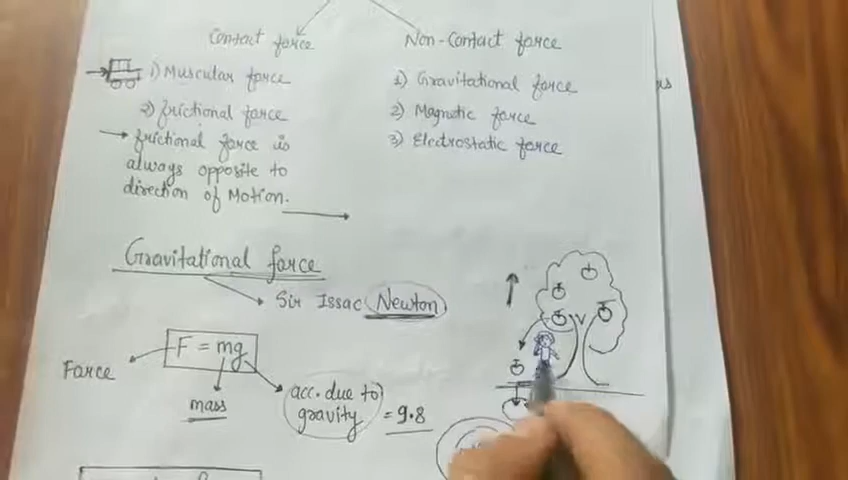 Contact force
Non-Contact force
1) Muscular force
2) frictional force
frictional force is
always opposite to
direction of Motion.
1) Gravitational force
2) Magnetic force
3) Electrostatic force
Gravitational force
Sir Issac Newton
F = mg
Force
mass
acc. due to
gravity = 9.8